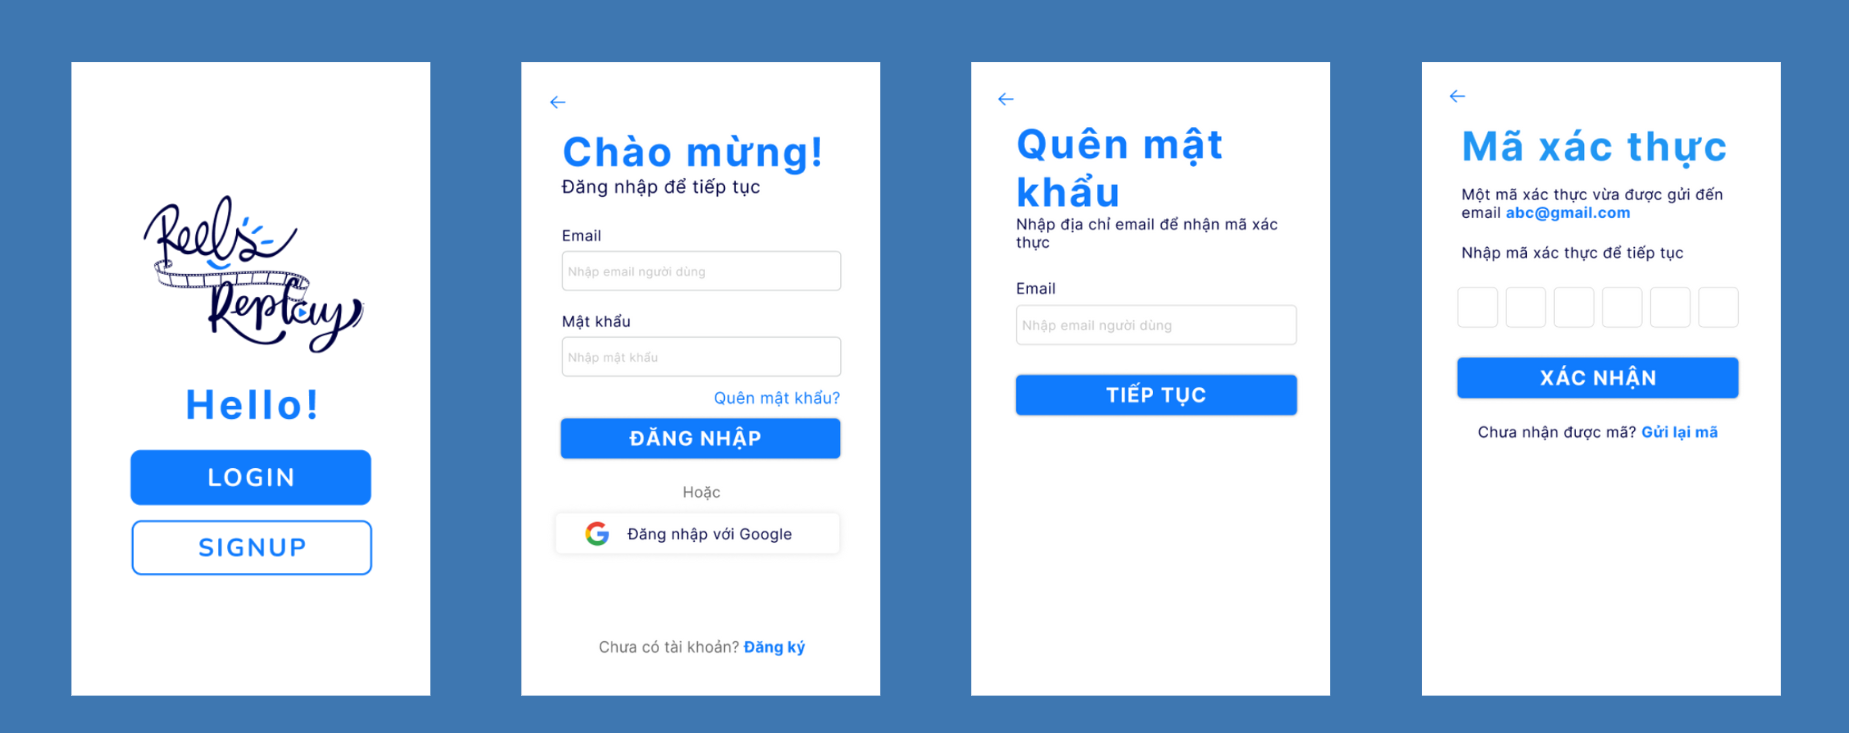 Reel's
Replay
Hello!
LOGIN
SIGNUP
Chào mừng!
Đăng nhập để tiếp tục
Email
Nhập email người dùng
Mật khẩu
Nhập mật khẩu
Quên mật khẩu?
ĐĂNG NHẬP
Hoặc
Đăng nhập với Google
Chưa có tài khoản? Đăng ký
Quên mật
khẩu
Nhập địa chỉ email để nhận mã xác
thực
Email
Nhập email người dùng
TIẾP TỤC
Mã xác thực
Một mã xác thực vừa được gửi đến
email abc@gmail.com
Nhập mã xác thực để tiếp tục
XÁC NHẬN
Chưa nhận được mã? Gửi lại mã